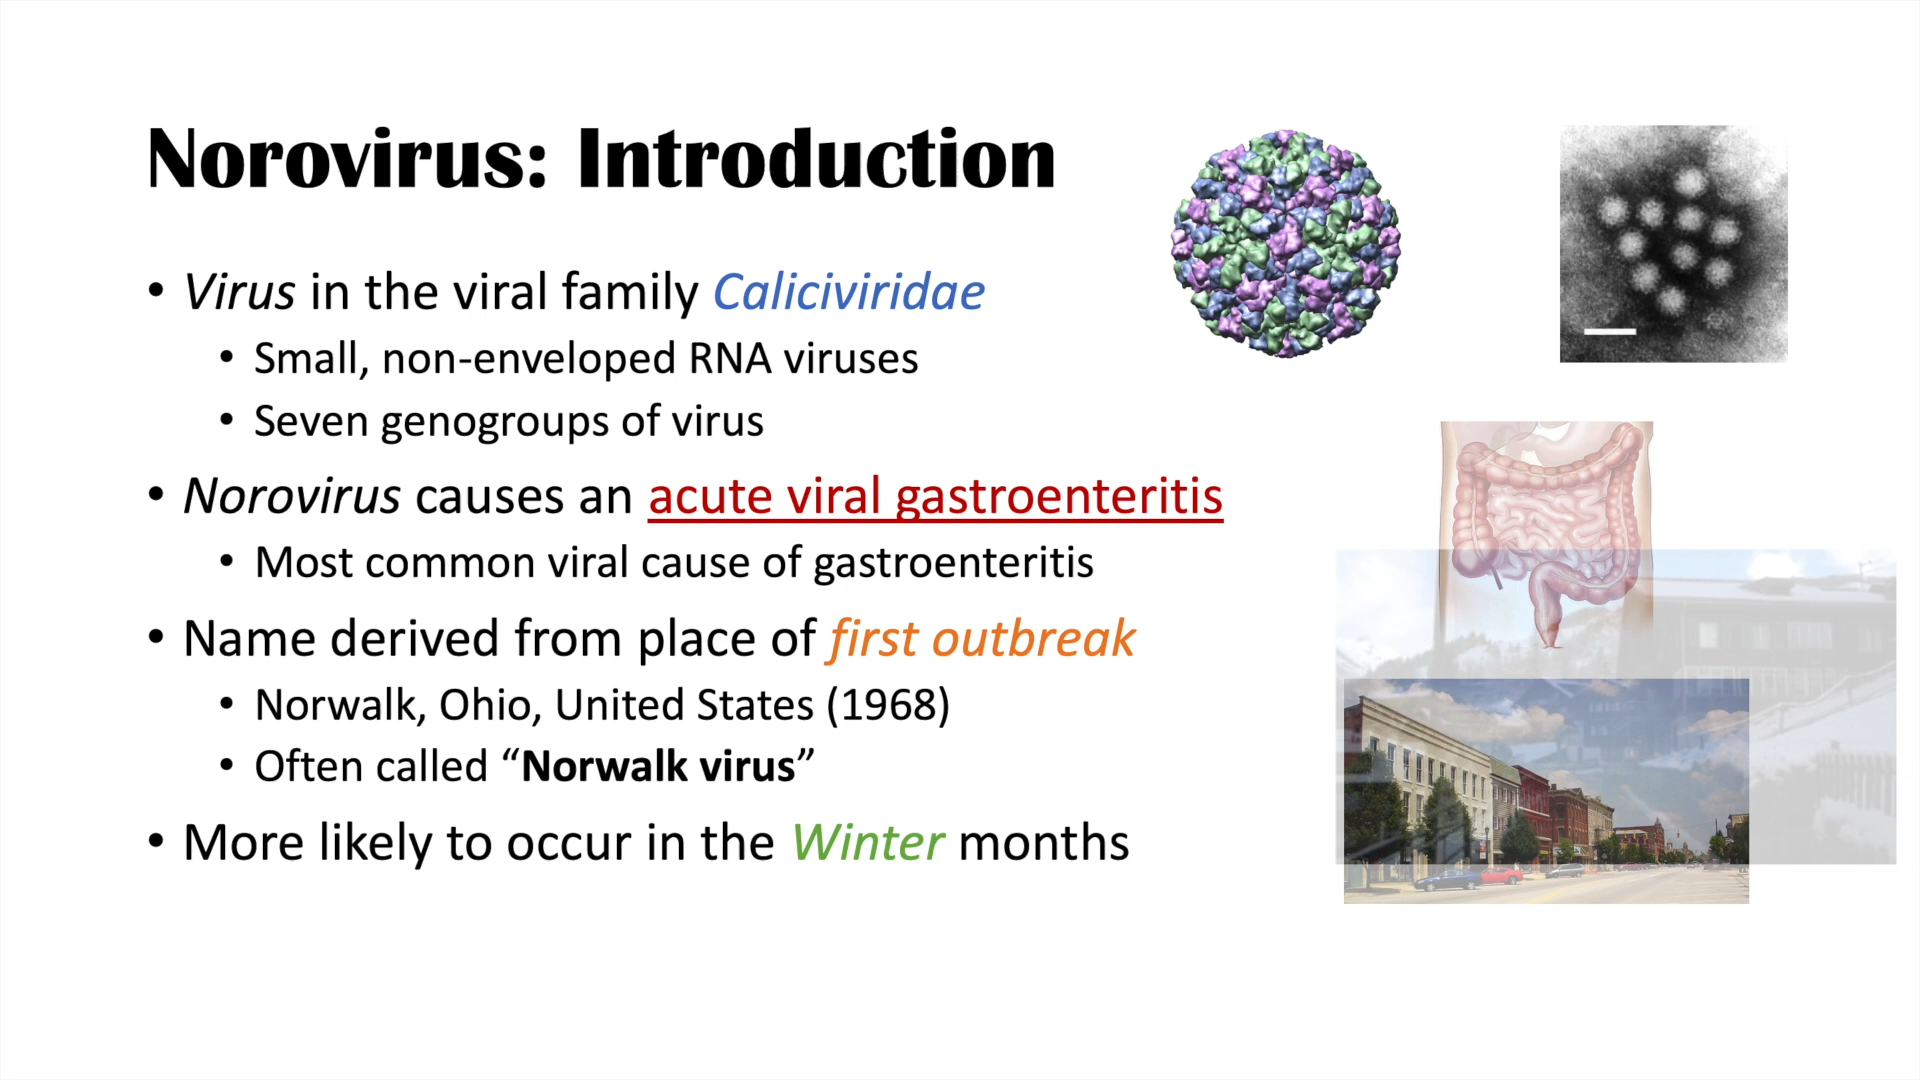 Norovirus: Introduction
• Virus in the viral family Caliciviridae
• Small, non-enveloped RNA viruses
• Seven genogroups of virus
• Norovirus causes an acute viral gastroenteritis
• Most common viral cause of gastroenteritis
• Name derived from place of first outbreak
• Norwalk, Ohio, United States (1968)
• Often called “Norwalk virus”
• More likely to occur in the Winter months